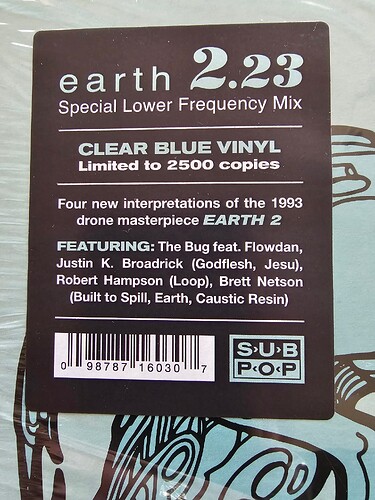 earth 2.23
Special Lower Frequency Mix
CLEAR BLUE VINYL
Limited to 2500 copies
Four new interpretations of the 1993
drone masterpiece EARTH 2
FEATURING: The Bug feat. Flowdan,
Justin K. Broadrick (Godflesh, Jesu),
Robert Hampson (Loop), Brett Netson
(Built to Spill, Earth, Caustic Resin)
0 98787 16030 7
S›U›B
P‹O‹P